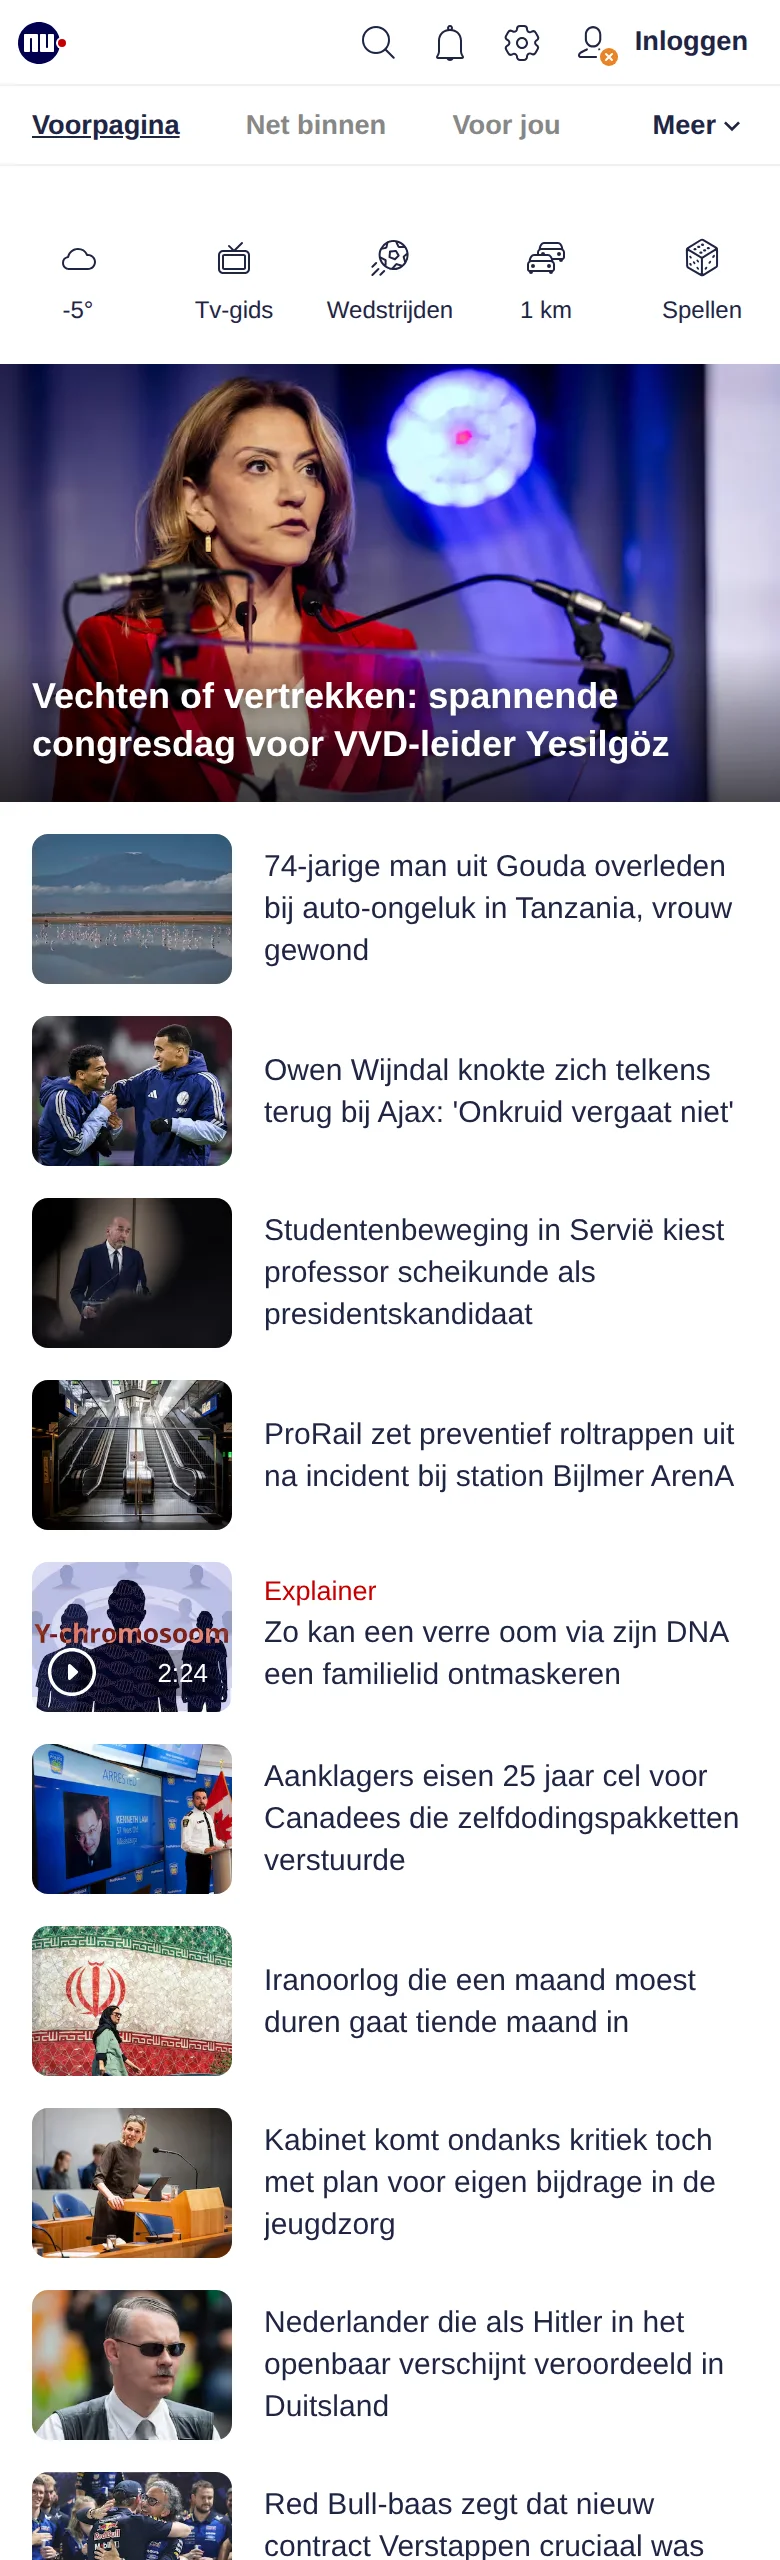 nu
Inloggen
Voorpagina Net binnen Voor jou Meer
-5° Tv-gids Wedstrijden 1 km Spellen
Vechten of vertrekken: spannende
congresdag voor VVD-leider Yesilgöz
74-jarige man uit Gouda overleden
bij auto-ongeluk in Tanzania, vrouw
gewond
Owen Wijndal knokte zich telkens
terug bij Ajax: 'Onkruid vergaat niet'
Studentenbeweging in Servië kiest
professor scheikunde als
presidentskandidaat
ProRail zet preventief roltrappen uit
na incident bij station Bijlmer ArenA
Y-chromosoom
2:24
Explainer
Zo kan een verre oom via zijn DNA
een familielid ontmaskeren
ARRESTED
KENNETH LAW
Aanklagers eisen 25 jaar cel voor
Canadees die zelfdodingspakketten
verstuurde
Iranoorlog die een maand moest
duren gaat tiende maand in
Kabinet komt ondanks kritiek toch
met plan voor eigen bijdrage in de
jeugdzorg
Nederlander die als Hitler in het
openbaar verschijnt veroordeeld in
Duitsland
RedBull
Red Bull-baas zegt dat nieuw
contract Verstappen cruciaal was